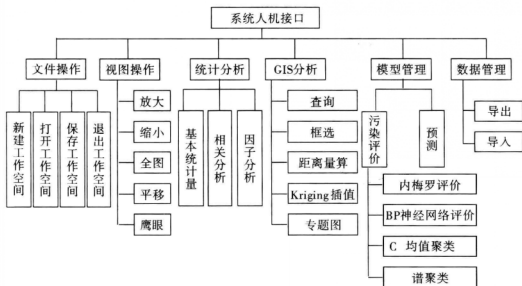 系统人机接口
文件操作
视图操作
统计分析
GIS分析
模型管理
数据管理
新建工作空间
打开工作空间
保存工作空间
退出工作空间
放大
缩小
全图
平移
鹰眼
基本统计量
相关分析
因子分析
查询
框选
距离量算
Kriging插值
专题图
污染评价
预测
内梅罗评价
BP神经网络评价
C 均值聚类
谱聚类
导出
导入